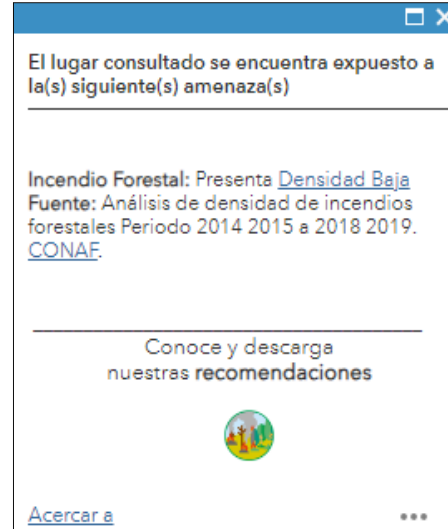 El lugar consultado se encuentra expuesto a
la(s) siguiente(s) amenaza(s)
Incendio Forestal: Presenta Densidad Baja
Fuente: Análisis de densidad de incendios
forestales Periodo 2014 2015 a 2018 2019.
CONAF.
Conoce y descarga
nuestras recomendaciones
Acercar a